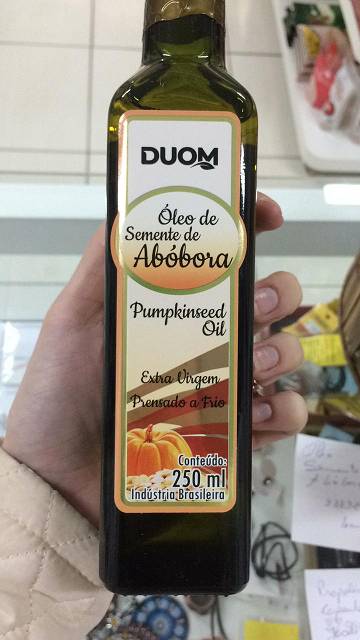 DUOM
Óleo de
Semente de
Abóbora
Pumpkinseed
Oil
Extra Virgem
Prensado a Frio
Conteúdo:
250 ml
Indústria Brasileira